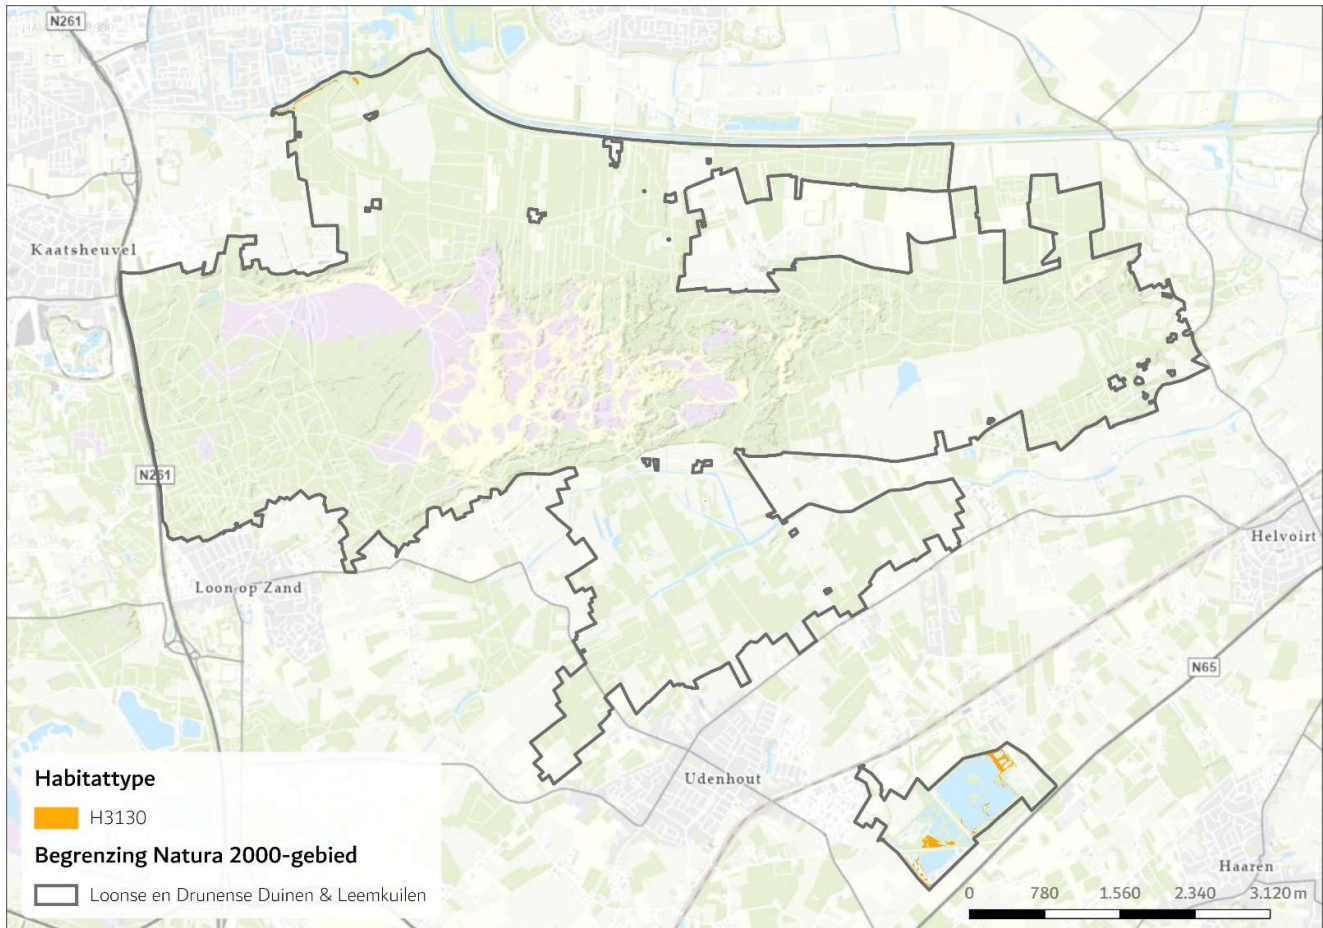 N261
Kaatsheuvel
N261
Loon op Zand
Helvoirt
N65
Udenhout
Haaren
Habitattype
H3130
Begrenzing Natura 2000-gebied
Loonse en Drunense Duinen & Leemkuilen
0 780 1.560 2.340 3.120 m